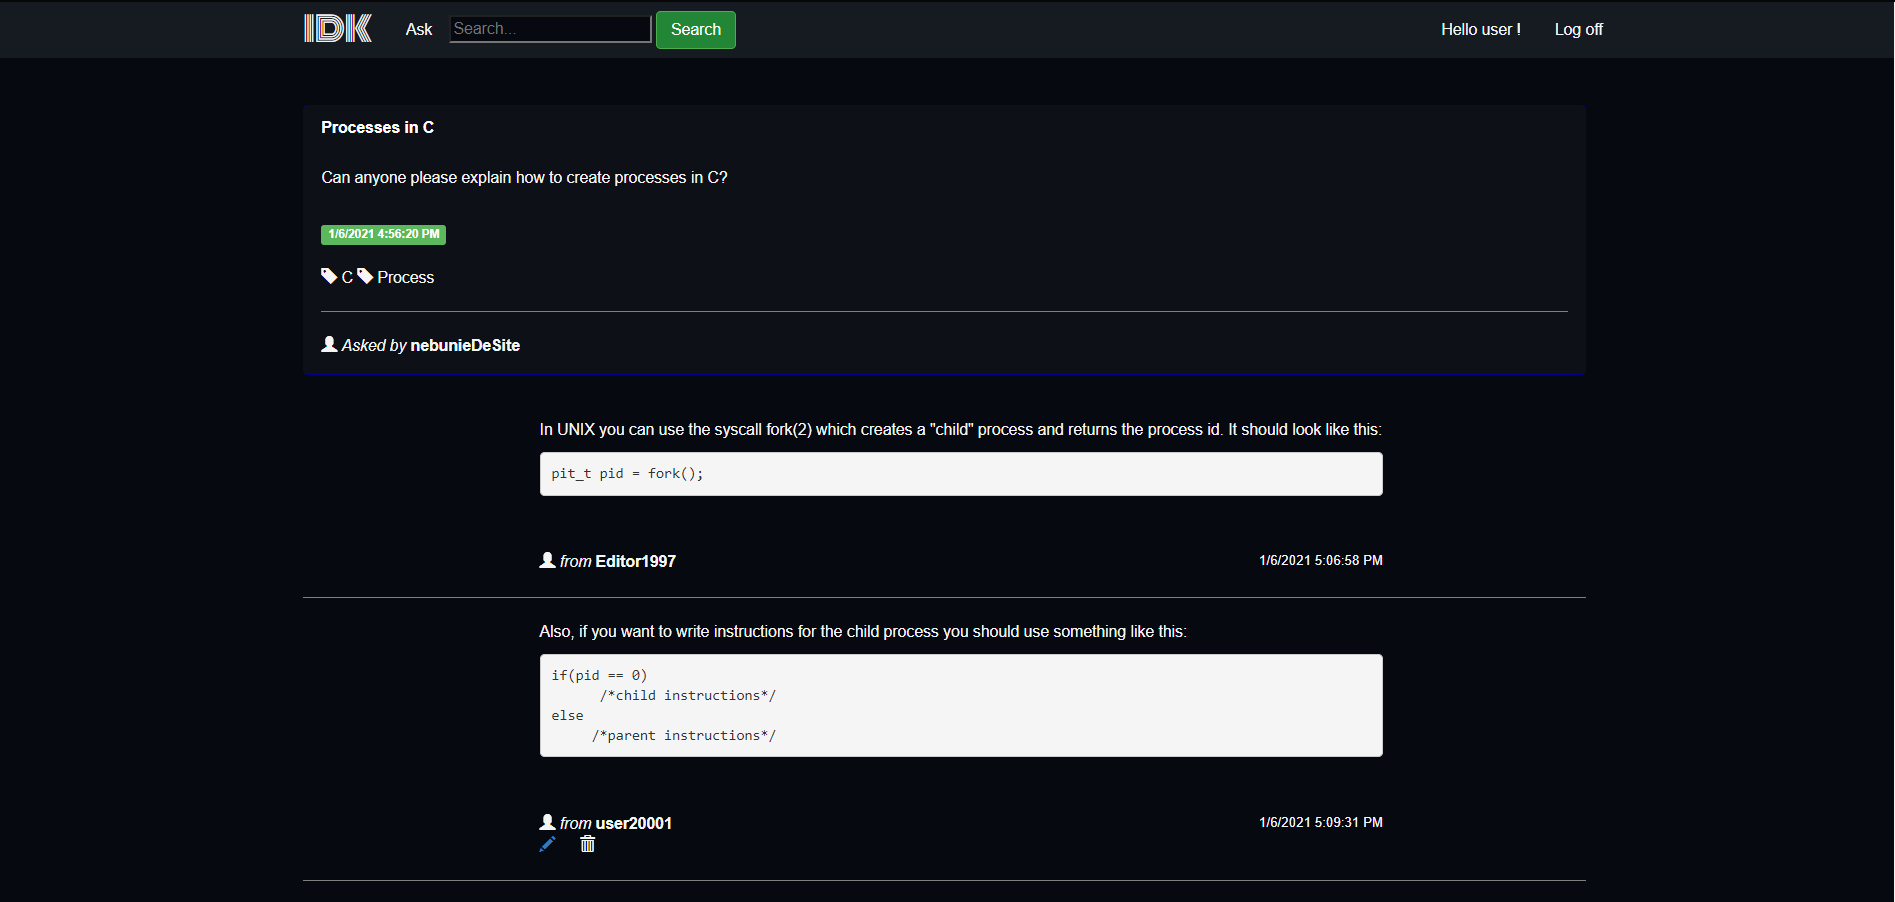 IDK Ask Search... Search Hello user ! Log off
Processes in C
Can anyone please explain how to create processes in C?
1/6/2021 4:56:20 PM
C Process
Asked by nebunieDeSite
In UNIX you can use the syscall fork(2) which creates a "child" process and returns the process id. It should look like this:
pit_t pid = fork();
from Editor1997 1/6/2021 5:06:58 PM
Also, if you want to write instructions for the child process you should use something like this:
if(pid == 0)
      /*child instructions*/
else
     /*parent instructions*/
from user20001 1/6/2021 5:09:31 PM